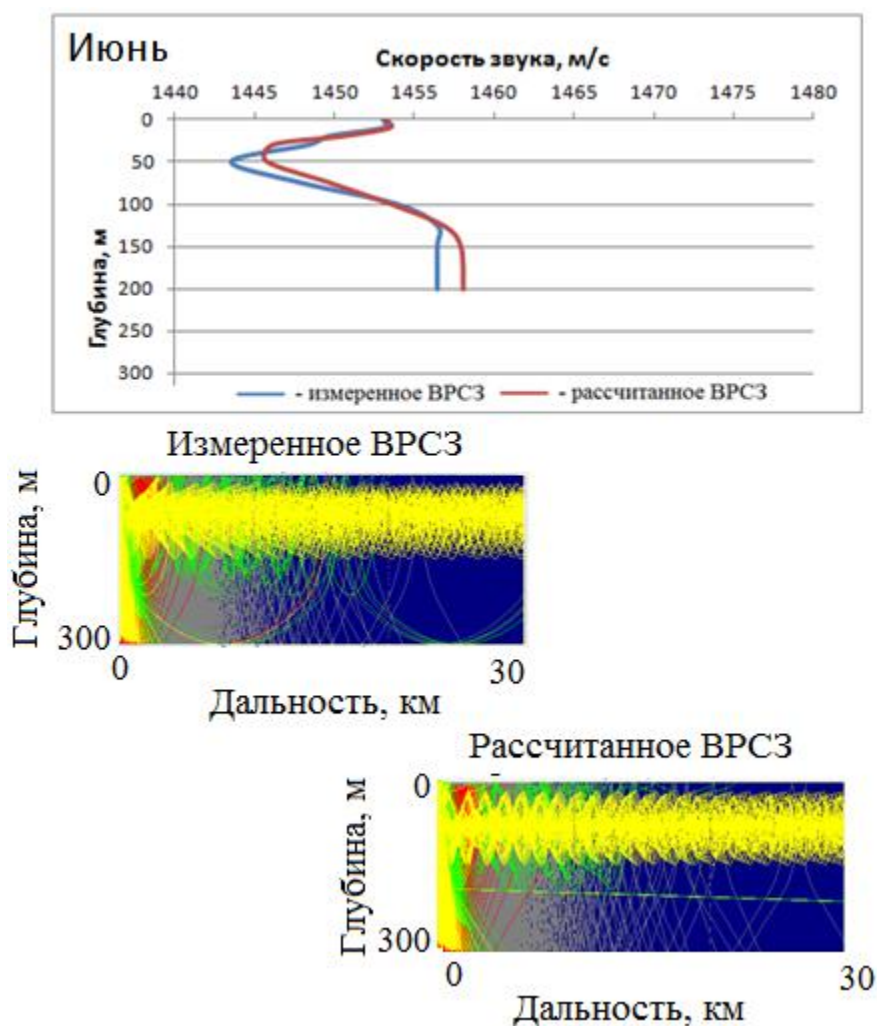 Июнь
Скорость звука, м/с
1440 1445 1450 1455 1460 1465 1470 1475 1480
0
50
100
150
200
250
300
Глубина, м
- измеренное ВРСЗ - рассчитанное ВРСЗ
Измеренное ВРСЗ
0
Глубина, м
300
0 30
Дальность, км
Рассчитанное ВРСЗ
0
Глубина, м
300
0 30
Дальность, км